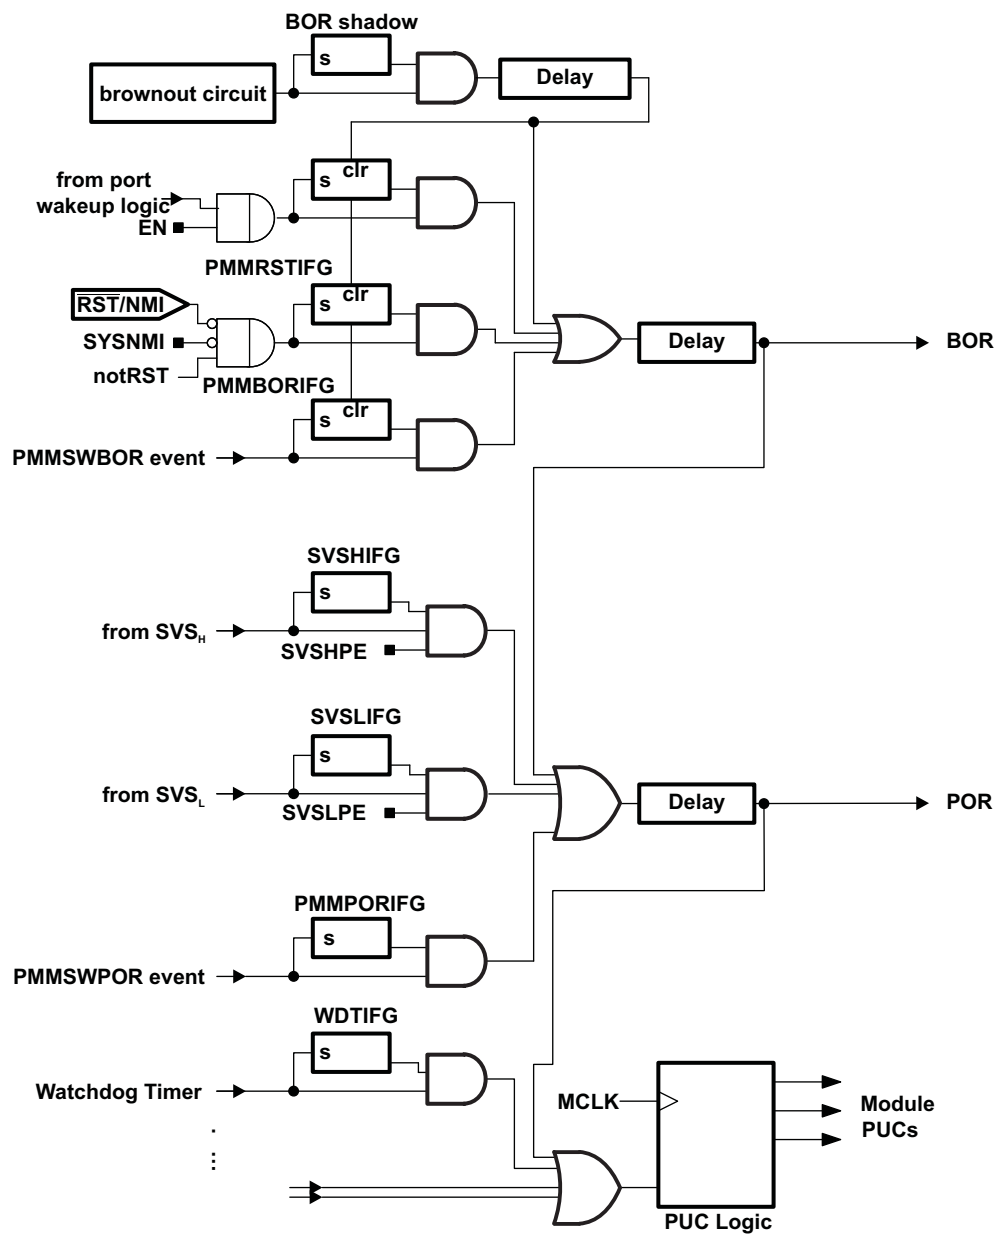 BOR shadow
s
brownout circuit
Delay
from port
wakeup logic
EN
s
clr
PMMRSTIFG
RST/NMI
SYSNMI
notRST
s
clr
PMMBORIFG
Delay
BOR
s
clr
PMMSWBOR event
SVSHIFG
s
from SVSH
SVSHPE
SVSLIFG
s
from SVSL
SVSLPE
Delay
POR
PMMPORIFG
s
PMMSWPOR event
WDTIFG
s
Watchdog Timer
.
...
MCLK
Module
PUCs
PUC Logic